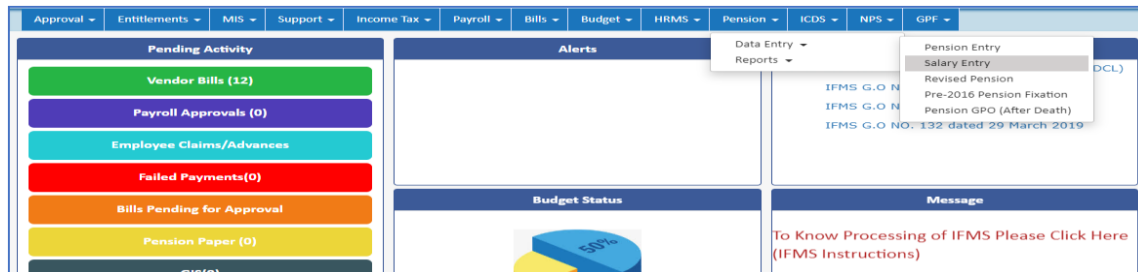 Approval Entitlements MIS Support Income Tax Payroll Bills Budget HRMS Pension ICDS NPS GPF
Data Entry
Reports
Pension Entry
Salary Entry
Revised Pension
Pre-2016 Pension Fixation
Pension GPO (After Death)
Pending Activity
Vendor Bills (12)
Payroll Approvals (0)
Employee Claims/Advances
Failed Payments(0)
Bills Pending for Approval
Pension Paper (0)
Alerts
DCL)
IFMS G.O N
IFMS G.O N
IFMS G.O NO. 132 dated 29 March 2019
Budget Status
50%
Message
To Know Processing of IFMS Please Click Here
(IFMS Instructions)